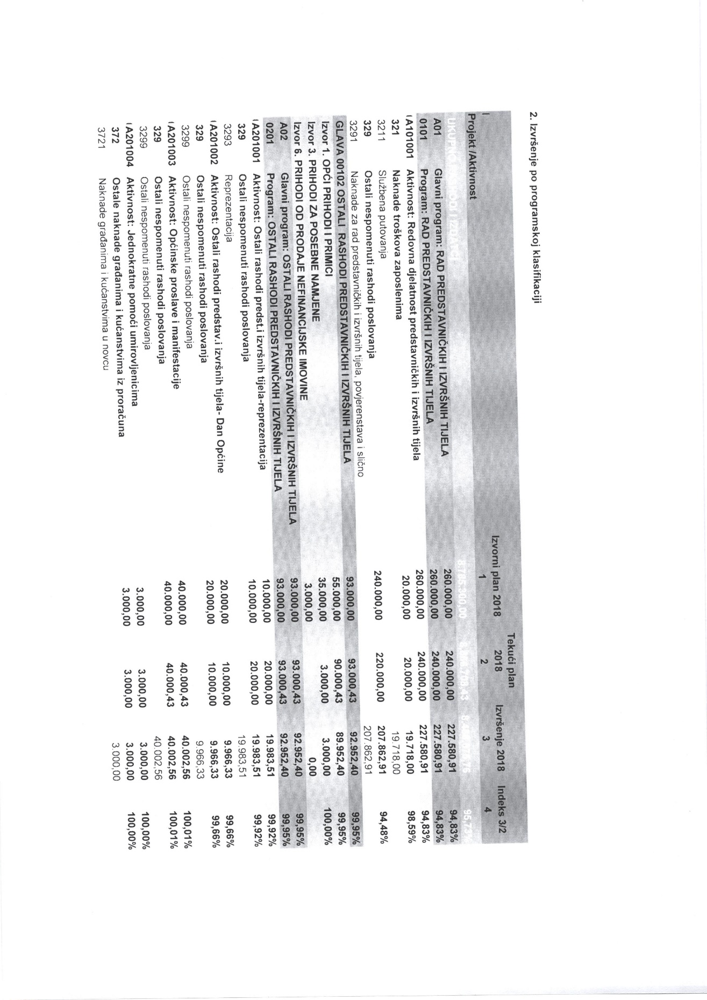 2. Izvršenje po programskoj klasifikaciji
Izvorni plan 2018 Tekući plan 2018 Izvršenje 2018 Indeks 3/2
1 2 3 4
Projekt /Aktivnost
UKUPNO
A01 Glavni program: RAD PREDSTAVNIČKIH I IZVRŠNIH TIJELA 260.000,00 240.000,00 227.580,91 94,83%
0101 Program: RAD PREDSTAVNIČKIH I IZVRŠNIH TIJELA 260.000,00 240.000,00 227.580,91 94,83%
A101001 Aktivnost: Redovna djelatnost predstavničkih i izvršnih tijela 260.000,00 240.000,00 227.580,91 94,83%
321 Naknade troškova zaposlenima 20.000,00 20.000,00 19.718,00 98,59%
3211 Službena putovanja 19.718,00
329 Ostali nespomenuti rashodi poslovanja 240.000,00 220.000,00 207.862,91 94,48%
3291 Naknade za rad predstavničkih i izvršnih tijela, povjerenstava i slično 207.862,91
GLAVA 00102 OSTALI RASHODI PREDSTAVNIČKIH I IZVRŠNIH TIJELA 93.000,00 93.000,43 92.952,40 99,95%
Izvor 1. OPĆI PRIHODI I PRIMICI 55.000,00 90.000,43 89.952,40 99,95%
Izvor 3. PRIHODI ZA POSEBNE NAMJENE 35.000,00 3.000,00 3.000,00 100,00%
Izvor 6. PRIHODI OD PRODAJE NEFINANCIJSKE IMOVINE 3.000,00 0,00
A02 Glavni program: OSTALI RASHODI PREDSTAVNIČKIH I IZVRŠNIH TIJELA 93.000,00 93.000,43 92.952,40 99,95%
0201 Program: OSTALI RASHODI PREDSTAVNIČKIH I IZVRŠNIH TIJELA 93.000,00 93.000,43 92.952,40 99,95%
A201001 Aktivnost: Ostali rashodi predst.i izvršnih tijela-reprezentacija 10.000,00 20.000,00 19.983,51 99,92%
329 Ostali nespomenuti rashodi poslovanja 10.000,00 20.000,00 19.983,51 99,92%
3293 Reprezentacija 19.983,51
A201002 Aktivnost: Ostali rashodi predstav.i izvršnih tijela- Dan Općine 20.000,00 10.000,00 9.966,33 99,66%
329 Ostali nespomenuti rashodi poslovanja 20.000,00 10.000,00 9.966,33 99,66%
3299 Ostali nespomenuti rashodi poslovanja 9.966,33
A201003 Aktivnost: Općinske proslave i manifestacije 40.000,00 40.000,43 40.002,56 100,01%
329 Ostali nespomenuti rashodi poslovanja 40.000,00 40.000,43 40.002,56 100,01%
3299 Ostali nespomenuti rashodi poslovanja 40.002,56
A201004 Aktivnost: Jednokratne pomoći umirovljenicima 3.000,00 3.000,00 3.000,00 100,00%
372 Ostale naknade građanima i kućanstvima iz proračuna 3.000,00 3.000,00 3.000,00 100,00%
3721 Naknade građanima i kućanstvima u novcu 3.000,00